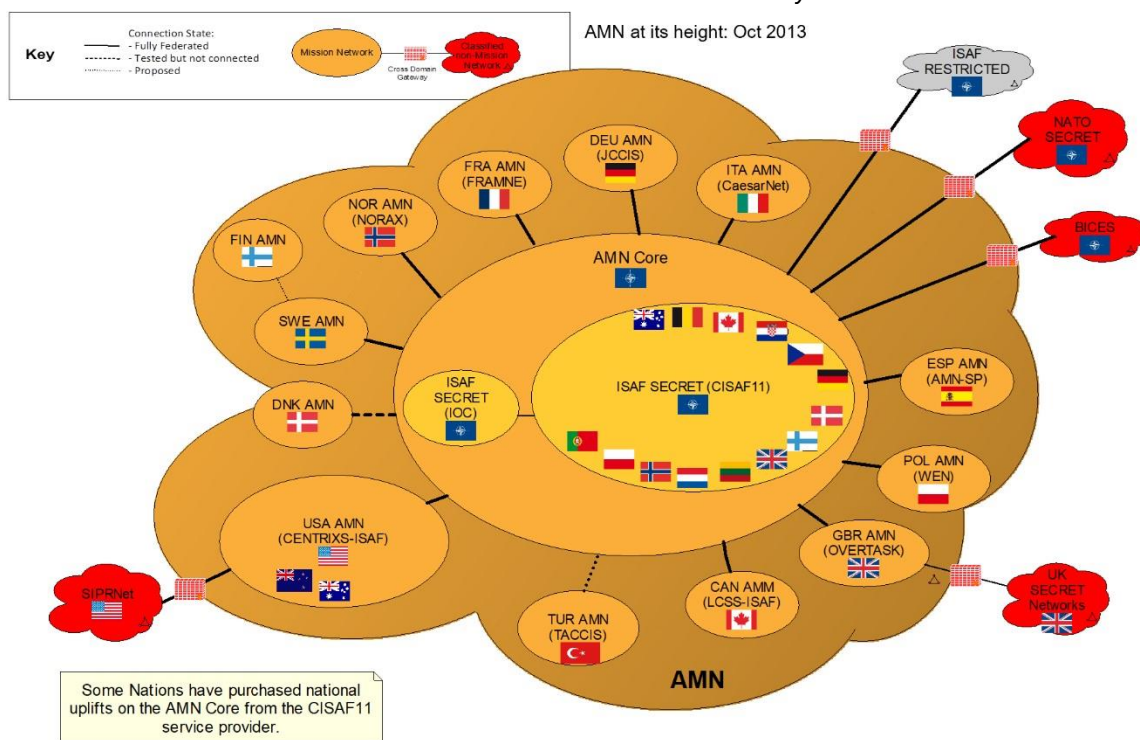 AMN at its height: Oct 2013
Key
Connection State:
- Fully Federated
- Tested but not connected
- Proposed
Mission Network
Cross Domain
Gateway
Classified
non-Mission
Network
ISAF
RESTRICTED
NATO
SECRET
BICES
DEU AMN
(JCCIS)
FRA AMN
(FRAMNE)
ITA AMN
(CaesarNet)
NOR AMN
(NORAX)
FIN AMN
SWE AMN
DNK AMN
AMN Core
ISAF
SECRET
(IOC)
ISAF SECRET (CISAF11)
ESP AMN
(AMN-SP)
POL AMN
(WEN)
GBR AMN
(OVERTASK)
USA AMN
(CENTRIXS-ISAF)
SIPRNet
CAN AMM
(LCSS-ISAF)
TUR AMN
(TACCIS)
UK
SECRET
Networks
AMN
Some Nations have purchased national
uplifts on the AMN Core from the CISAF11
service provider.